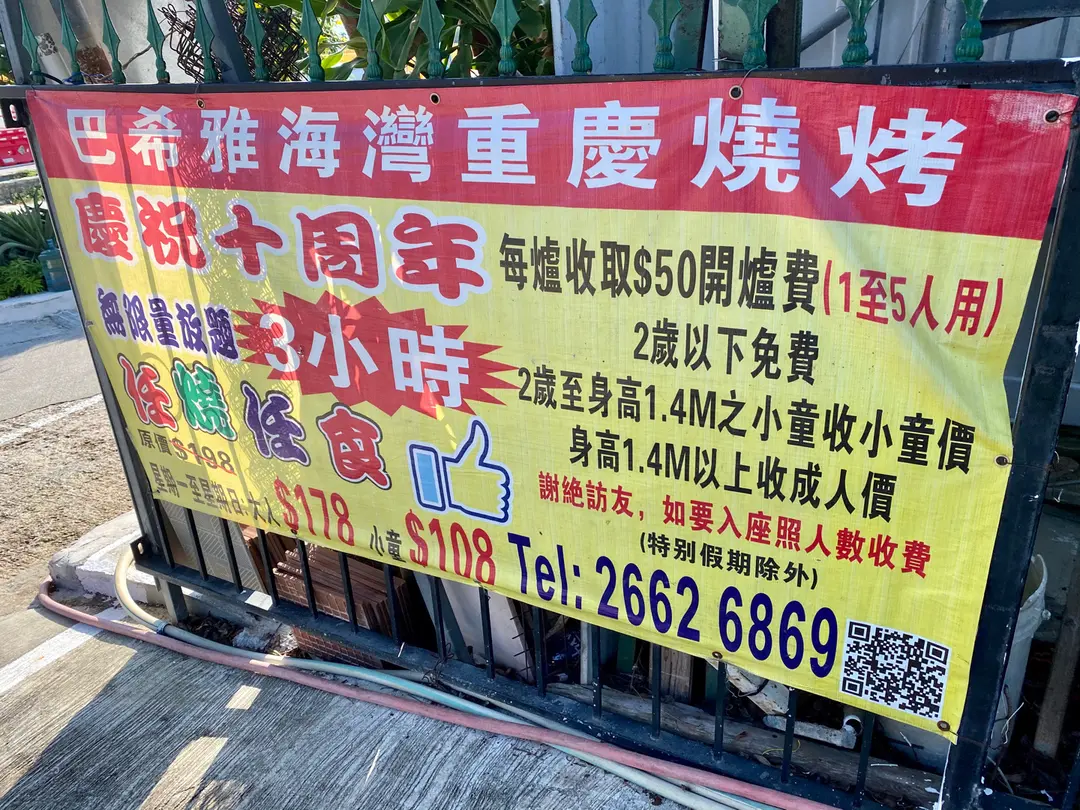 巴希雅海灣重慶燒烤
慶祝十周年
無限量放題
3小時
任燒任食
原價$198
星期一至星期日:大人$178 小童$108
每爐收取$50開爐費(1至5人用)
2歲以下免費
2歲至身高1.4M之小童收小童價
身高1.4M以上收成人價
謝絶訪友，如要入座照人數收費
(特別假期除外)
Tel: 2662 6869